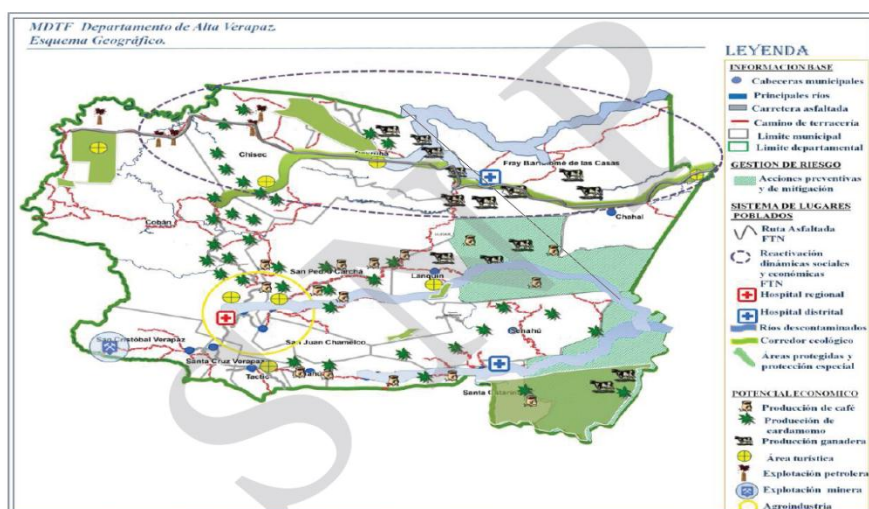 MDTF Departamento de Alta Verapaz.
Esquema Geográfico.
LEYENDA
INFORMACION BASE
Cabeceras municipales
Principales ríos
Carretera asfaltada
Camino de terracería
Limite municipal
Limite departamental
GESTION DE RIESGO
Acciones preventivas
y de mitigación
SISTEMA DE LUGARES
POBLADOS
Ruta Asfaltada
FTN
Reactivación
dinámicas sociales
y económicas
FTN
Hospital regional
Hospital distrital
Ríos descontaminados
Corredor ecológico
Áreas protegidas y
protección especial
POTENCIAL ECONOMICO
Producción de café
Producción de
cardamomo
Producción ganadera
Área turística
Explotación petrolera
Explotación minera
Agroindustria
Chisec
Fray Bartolomé de las Casas
Chahal
Cobán
San Pedro Carchá
Lanquín
Senahú
San Juan Chamelco
San Cristóbal Verapaz
Santa Cruz Verapaz
Tactic
Santa